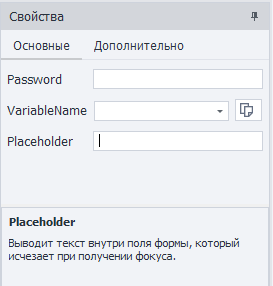 Свойства
Основные Дополнительно
Password
VariableName
Placeholder
Placeholder
Выводит текст внутри поля формы, который
исчезает при получении фокуса.